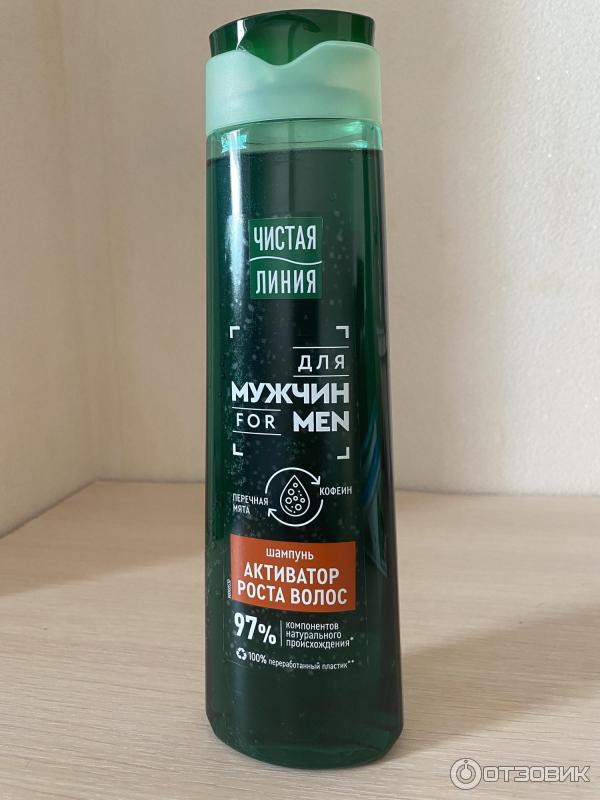 ЧИСТАЯ
ЛИНИЯ
ДЛЯ
МУЖЧИН
FOR MEN
ПЕРЕЧНАЯ
МЯТА
КОФЕИН
шампунь
АКТИВАТОР
РОСТА ВОЛОС
97%
компонентов
натурального
происхождения*
100% переработанный пластик**
ОТЗОВИК